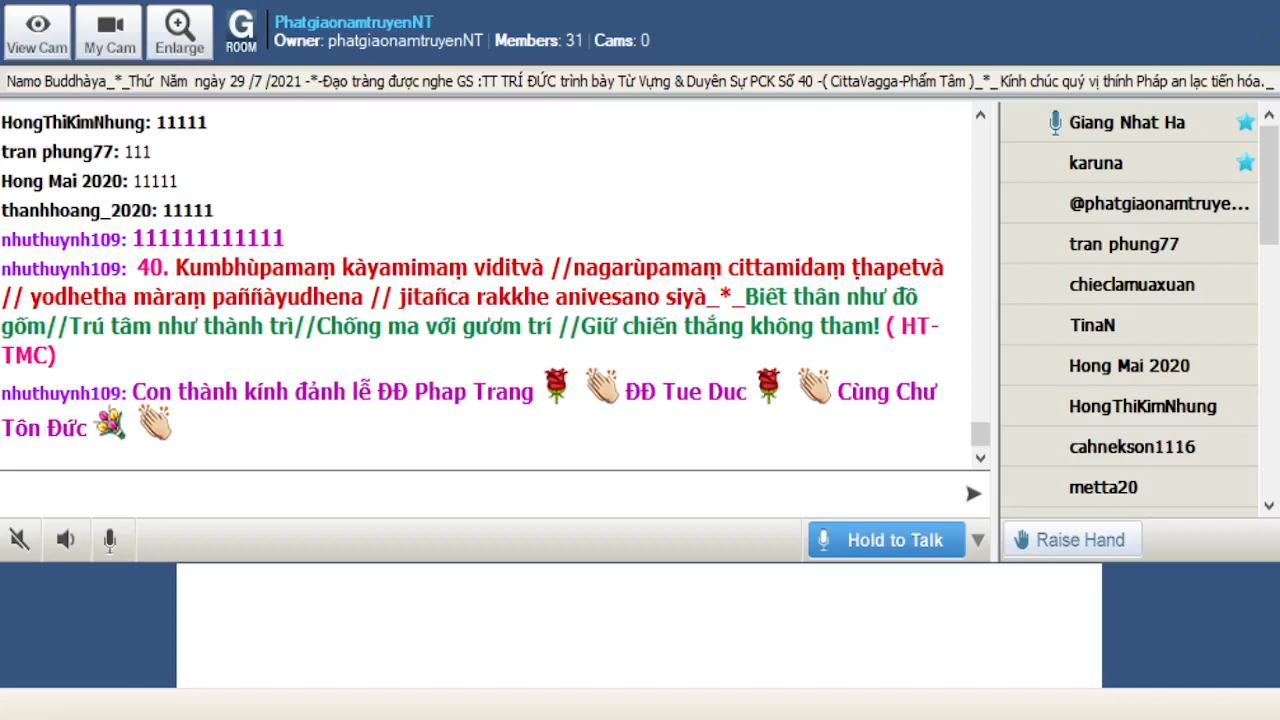 View Cam
My Cam
Enlarge
G
ROOM
PhatgiaonamtruyenNT
Owner: phatgiaonamtruyenNT | Members: 31 | Cams: 0
Namo Buddhàya_*_Thứ Năm ngày 29 /7 /2021 -*-Đạo tràng được nghe GS :TT TRÍ ĐỨC trình bày Từ Vựng & Duyên Sự PCK Số 40 -( CittaVagga-Phẩm Tâm )_*_Kính chúc quý vị thính Pháp an lạc tiến hóa._
HongThiKimNhung: 11111
tran phung77: 111
Hong Mai 2020: 11111
thanhhoang_2020: 11111
nhuthuynh109: 111111111111
nhuthuynh109: 40. Kumbhùpamaṃ kàyamimaṃ viditvà //nagarùpamaṃ cittamidaṃ ṭhapetvà
// yodhetha màraṃ paññàyudhena // jitañca rakkhe anivesano siyà_*_Biết thân như đồ
gốm//Trú tâm như thành trì//Chống ma với gươm trí //Giữ chiến thắng không tham! ( HT-
TMC)
nhuthuynh109: Con thành kính đảnh lễ ĐĐ Phap Trang ĐĐ Tue Duc Cùng Chư
Tôn Đức
Giang Nhat Ha
karuna
@phatgiaonamtruye...
tran phung77
chieclamuaxuan
TinaN
Hong Mai 2020
HongThiKimNhung
cahnekson1116
metta20
Hold to Talk
Raise Hand